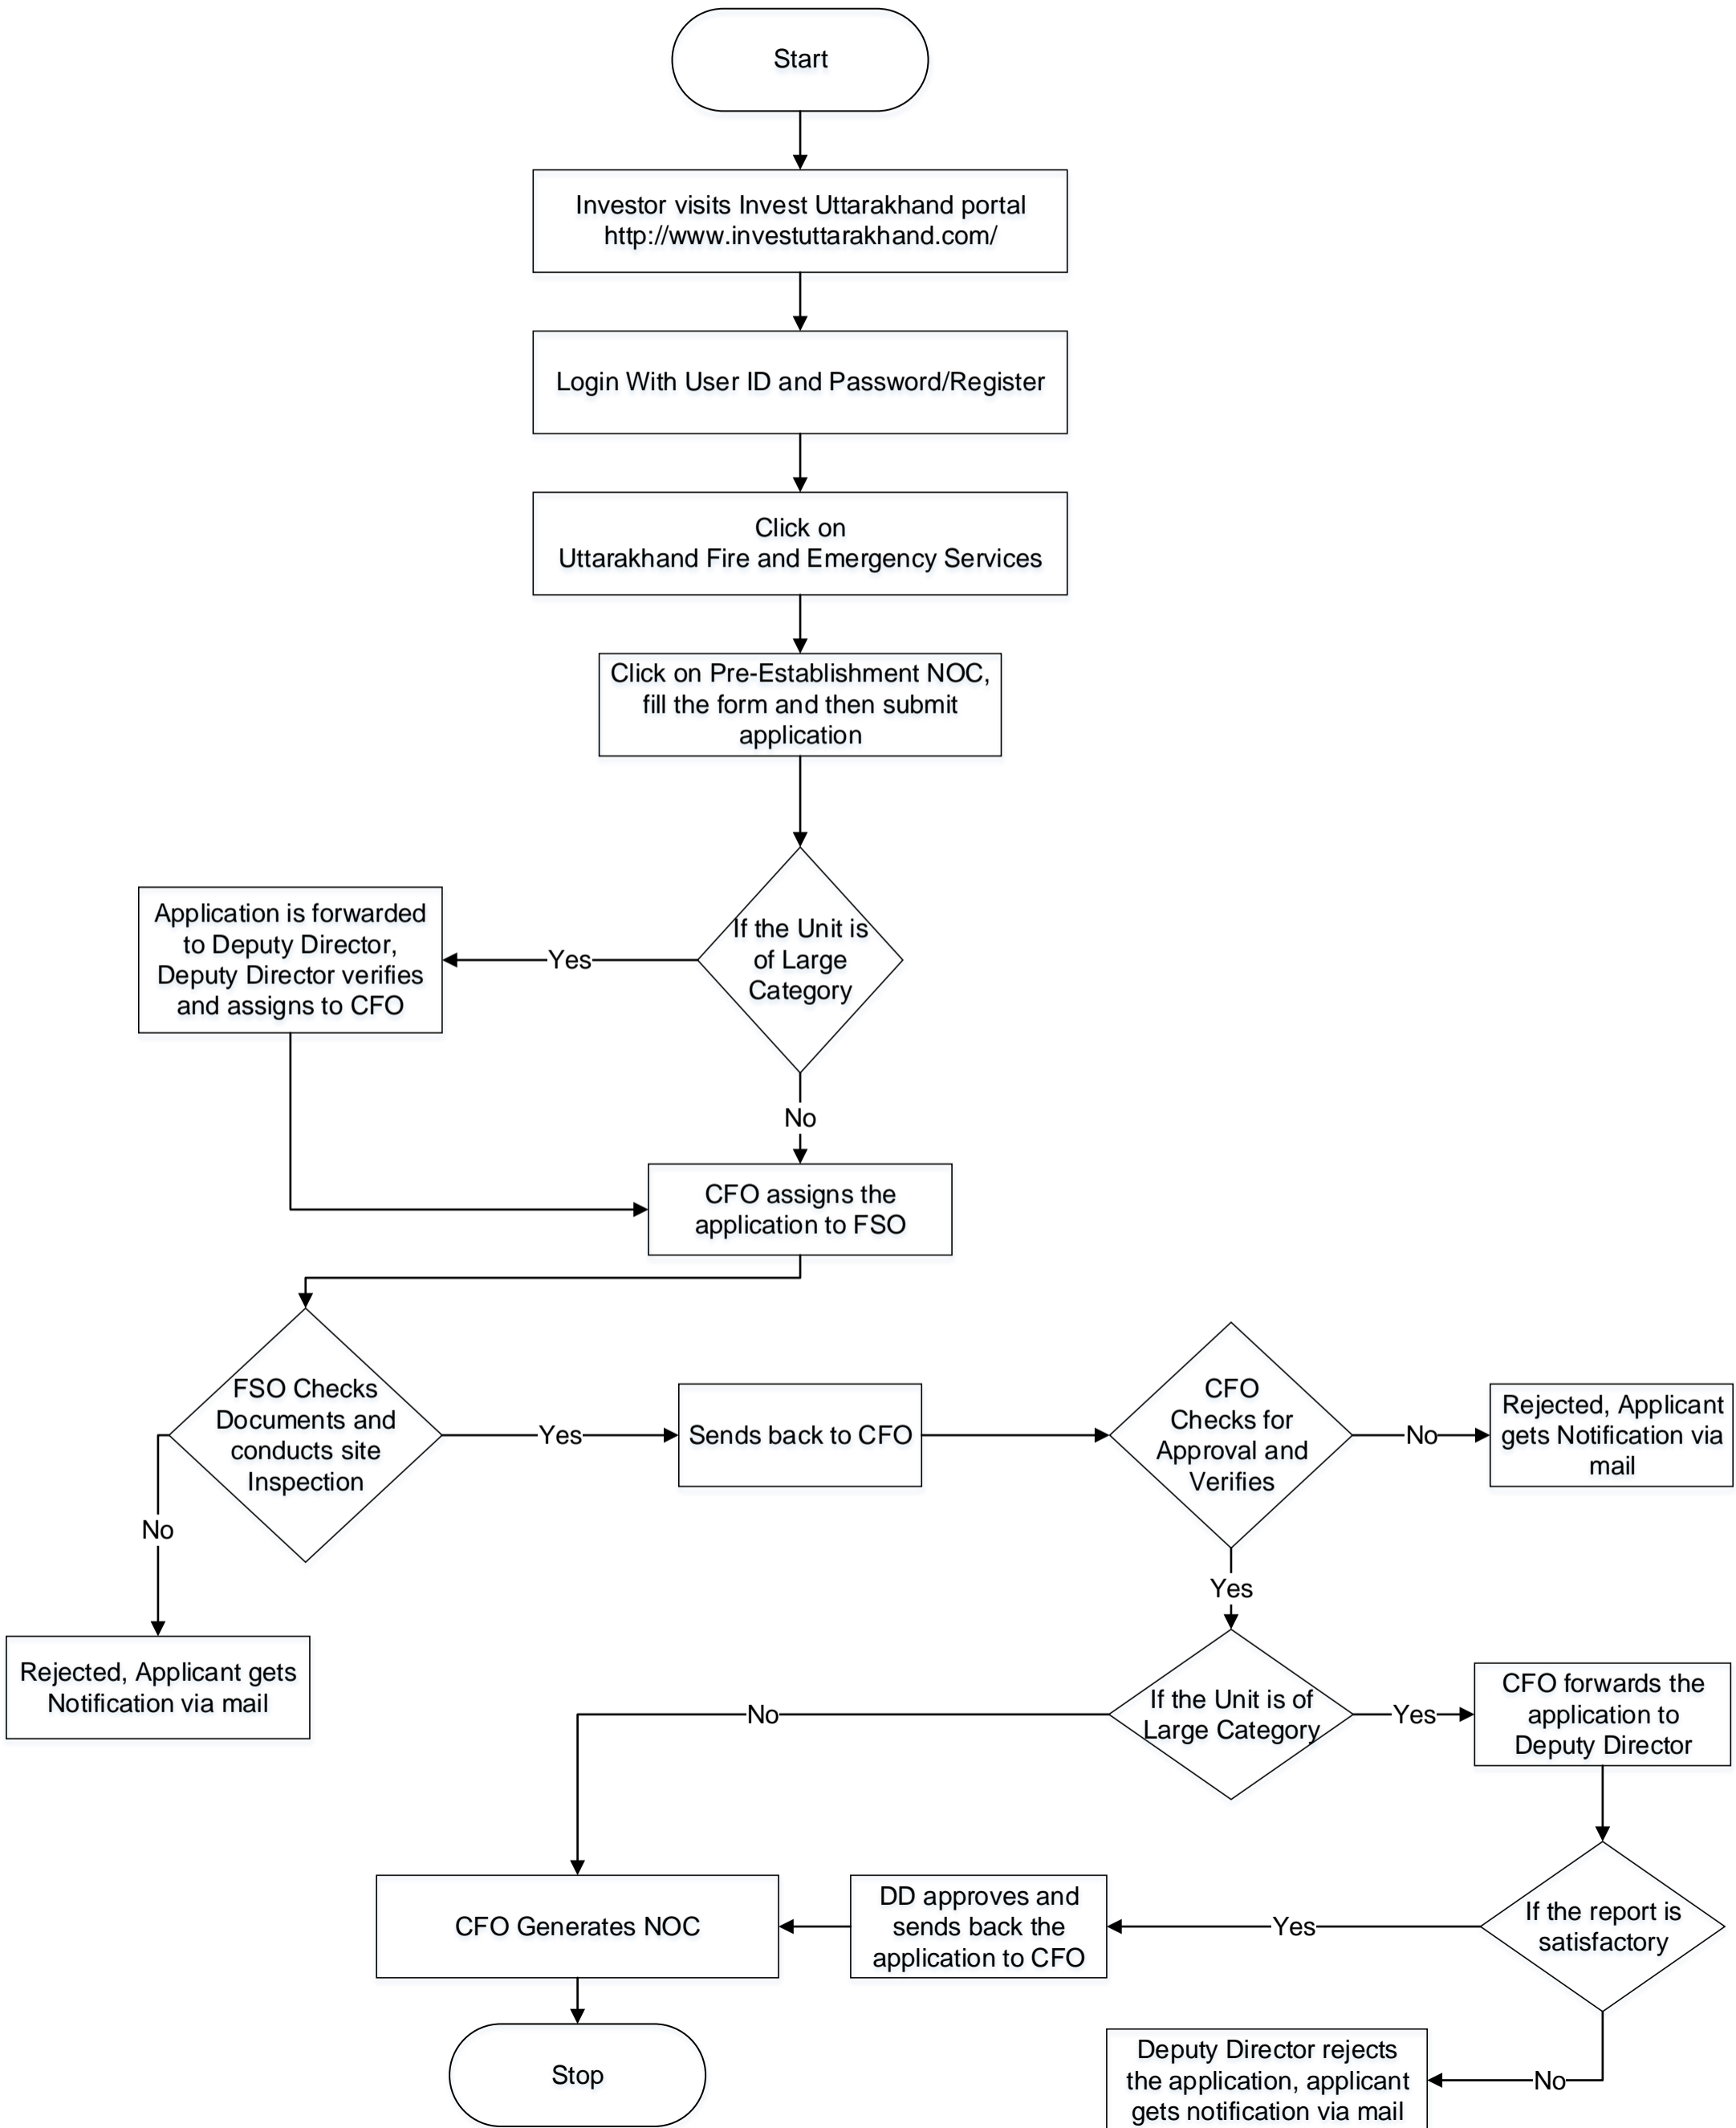 Start
Investor visits Invest Uttarakhand portal
http://www.investuttarakhand.com/
Login With User ID and Password/Register
Click on
Uttarakhand Fire and Emergency Services
Click on Pre-Establishment NOC,
fill the form and then submit
application
If the Unit is
of Large
Category
Yes
Application is forwarded
to Deputy Director,
Deputy Director verifies
and assigns to CFO
No
CFO assigns the
application to FSO
FSO Checks
Documents and
conducts site
Inspection
Yes
Sends back to CFO
CFO
Checks for
Approval and
Verifies
No
Rejected, Applicant
gets Notification via
mail
No
Rejected, Applicant gets
Notification via mail
Yes
If the Unit is of
Large Category
Yes
CFO forwards the
application to
Deputy Director
No
If the report is
satisfactory
Yes
DD approves and
sends back the
application to CFO
CFO Generates NOC
No
Deputy Director rejects
the application, applicant
gets notification via mail
Stop